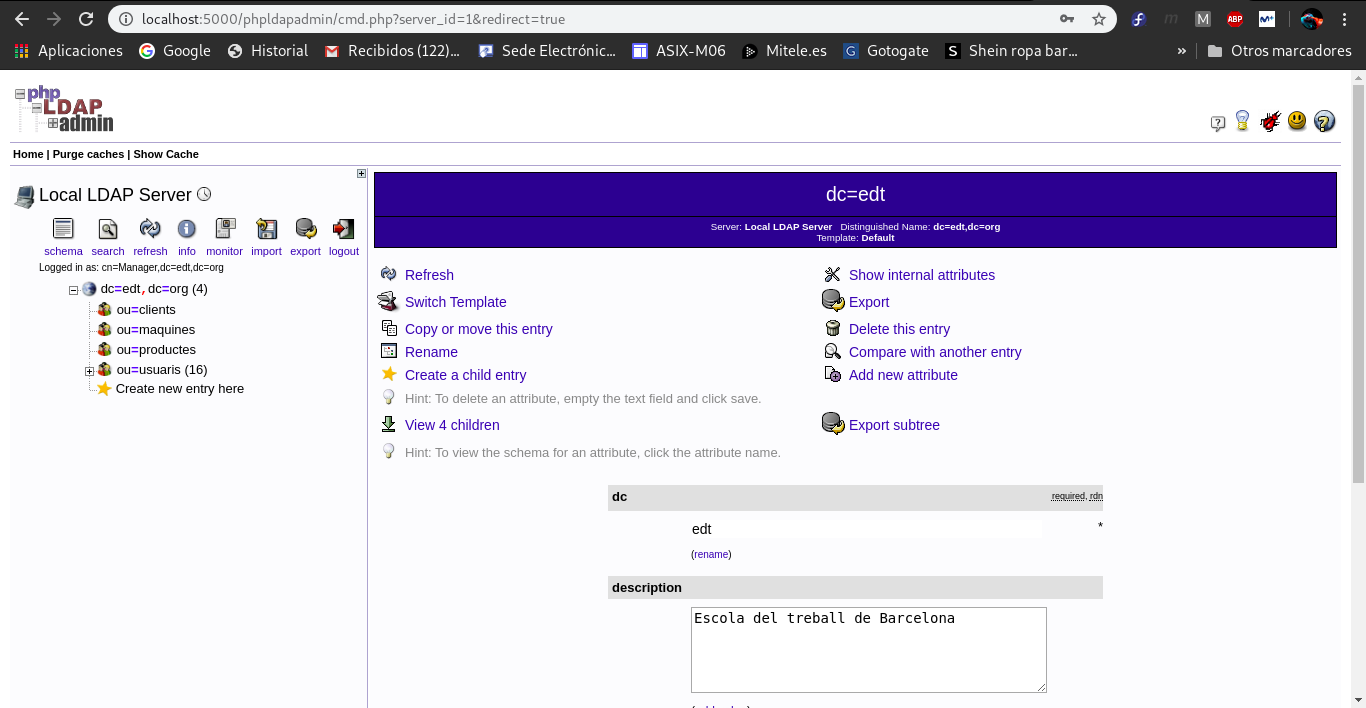 localhost:5000/phpldapadmin/cmd.php?server_id=1&redirect=true
M ABP M+
Aplicaciones Google Historial Recibidos (122)... Sede Electrónic... ASIX-M06 Mitele.es Gotogate Shein ropa bar... » Otros marcadores
php
LDAP
admin
Home | Purge caches | Show Cache
Local LDAP Server
schema search refresh info monitor import export logout
Logged in as: cn=Manager,dc=edt,dc=org
dc=edt,dc=org (4)
ou=clients
ou=maquines
ou=productes
ou=usuaris (16)
Create new entry here
dc=edt
Server: Local LDAP Server Distinguished Name: dc=edt,dc=org
Template: Default
Refresh Show internal attributes
Switch Template Export
Copy or move this entry Delete this entry
Rename Compare with another entry
Create a child entry Add new attribute
Hint: To delete an attribute, empty the text field and click save.
View 4 children Export subtree
Hint: To view the schema for an attribute, click the attribute name.
dc required, rdn
edt *
(rename)
description
Escola del treball de Barcelona